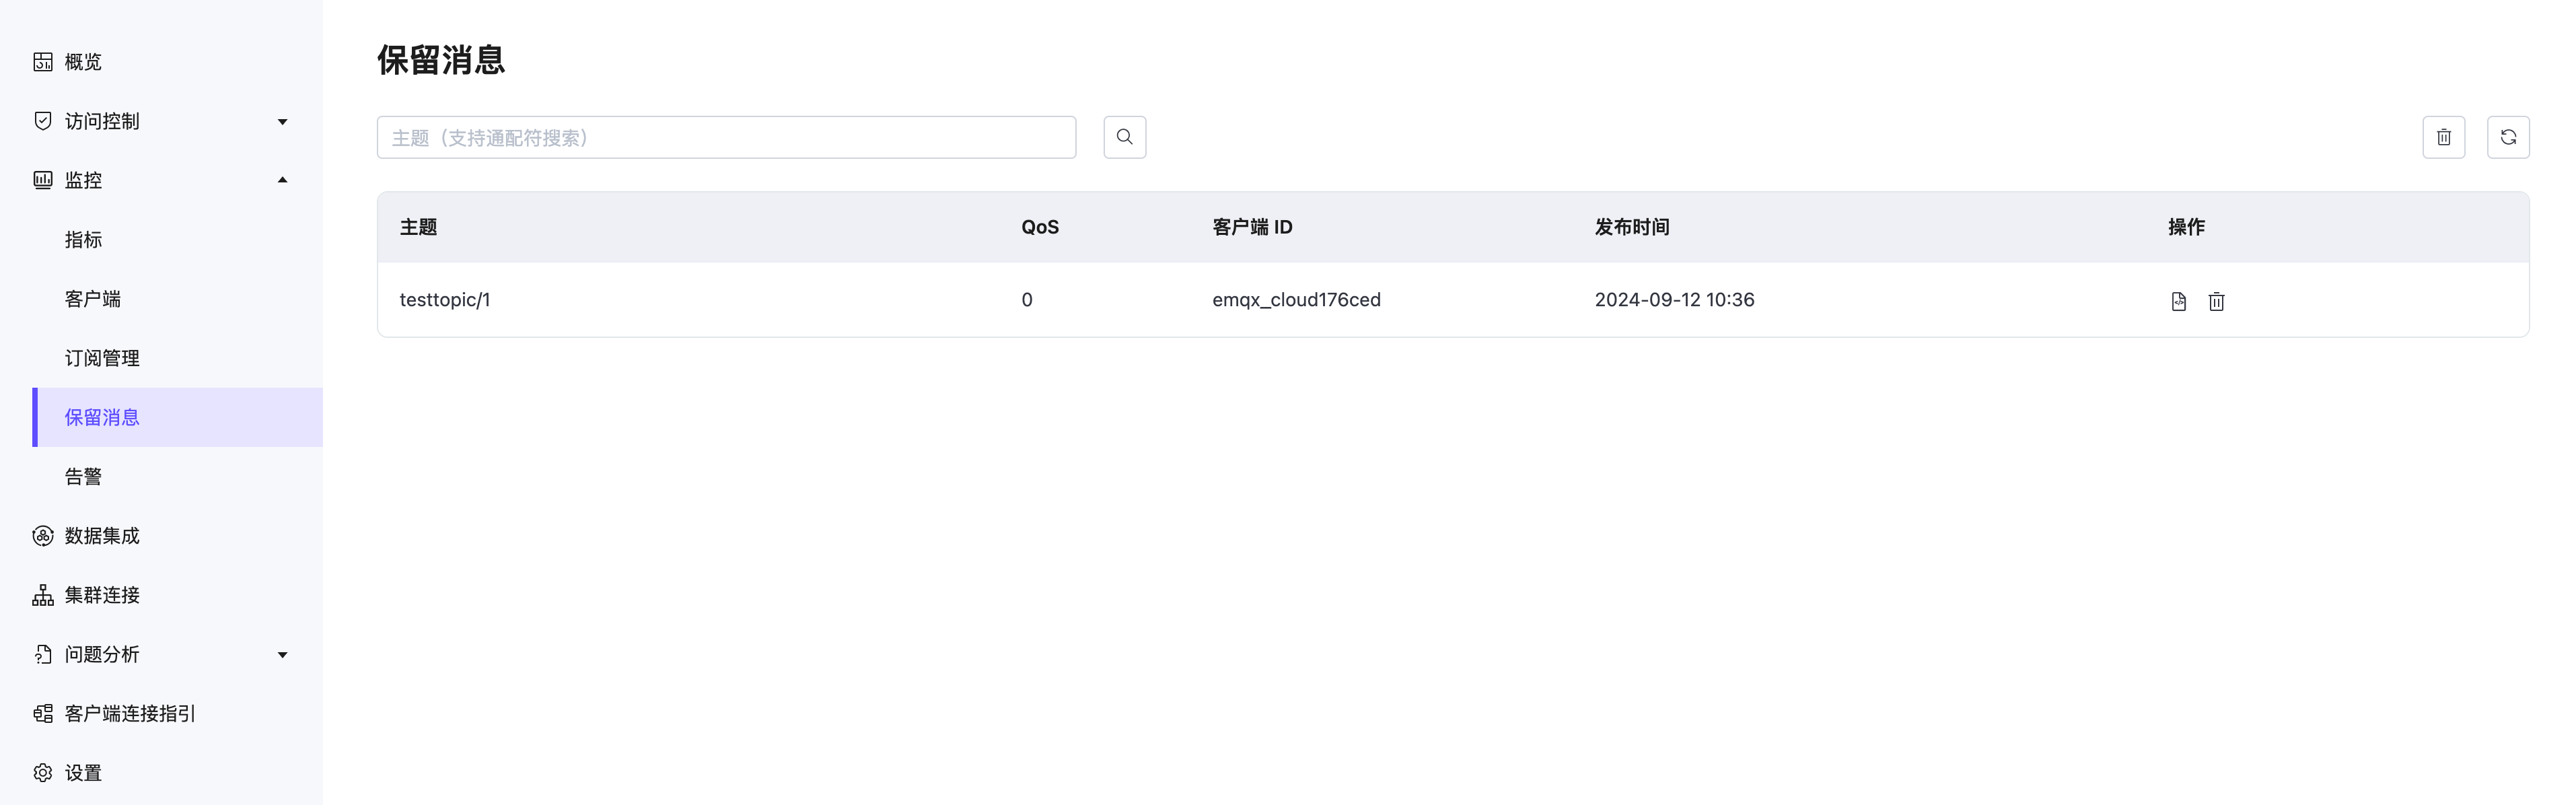 概览
访问控制
监控
指标
客户端
订阅管理
保留消息
告警
数据集成
集群连接
问题分析
客户端连接指引
设置
保留消息
主题（支持通配符搜索）
主题 QoS 客户端 ID 发布时间 操作
testtopic/1 0 emqx_cloud176ced 2024-09-12 10:36